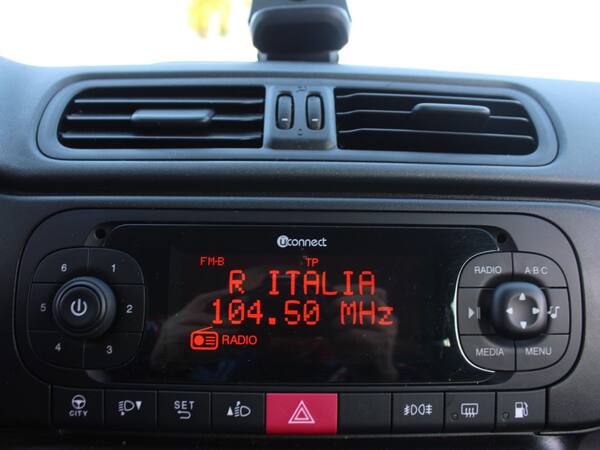 Uconnect
FM-B TP
R ITALIA
104.50 MHz
RADIO
6 1
5 2
4 3
RADIO A B C
MEDIA MENU
CITY
SET